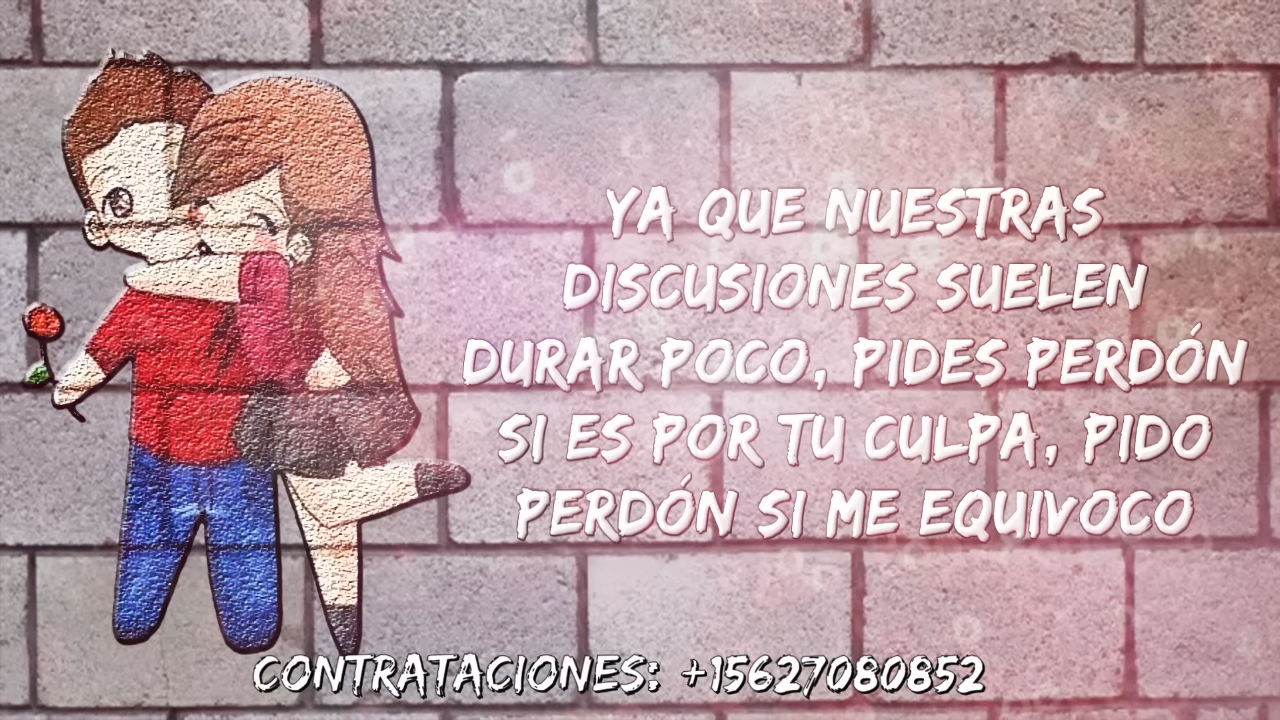 YA QUE NUESTRAS
DISCUSIONES SUELEN
DURAR POCO, PIDES PERDÓN
SI ES POR TU CULPA, PIDO
PERDÓN SI ME EQUIVOCO
CONTRATACIONES: +15627080852